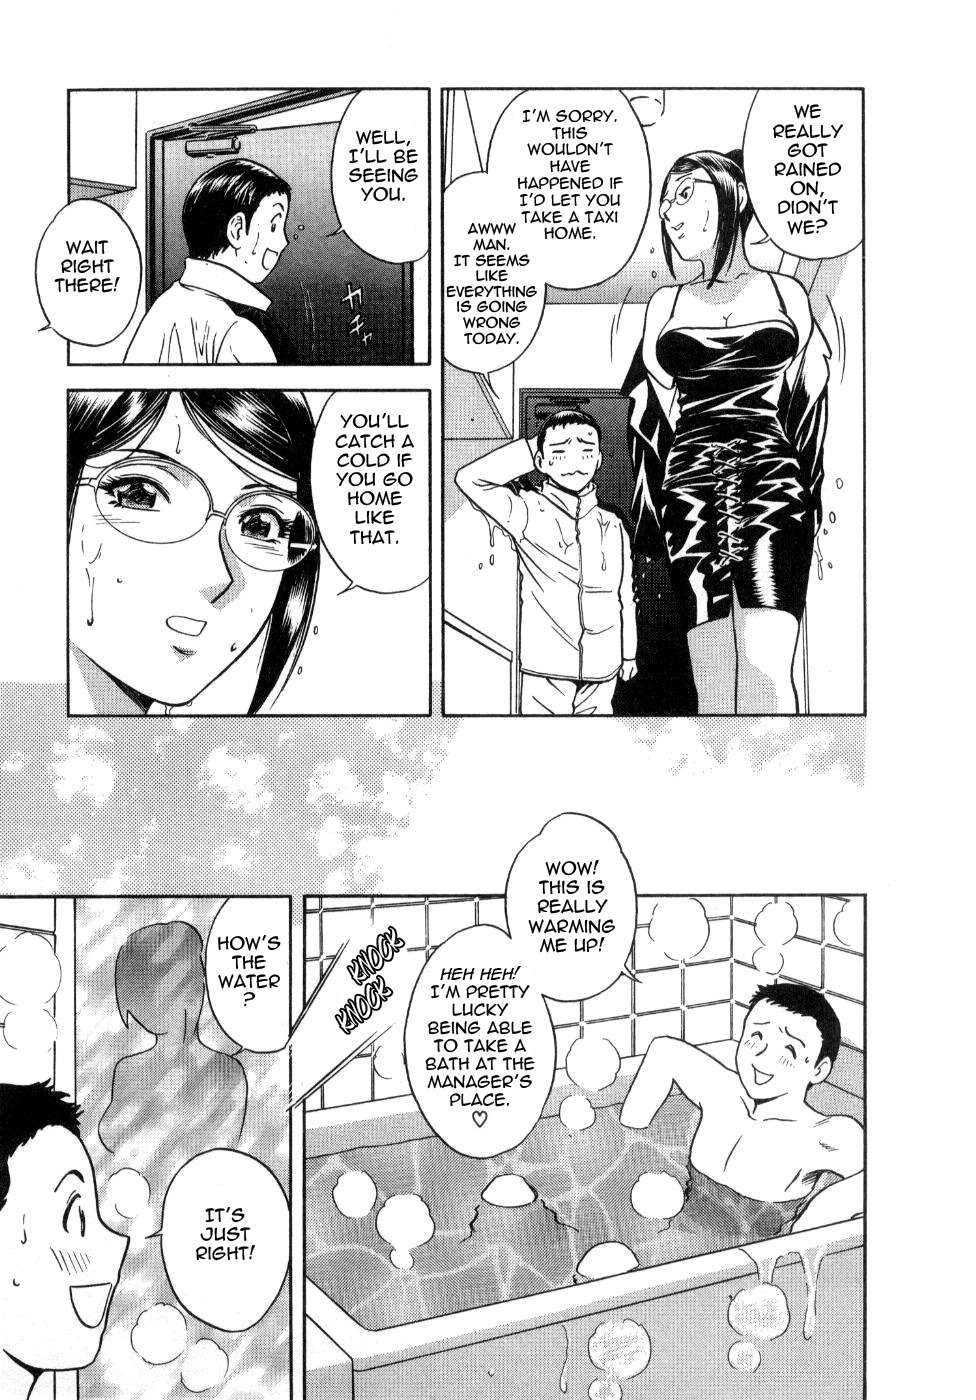 WE
REALLY
GOT
RAINED
ON,
DIDN'T
WE?
I'M SORRY.
THIS
WOULDN'T
HAVE
HAPPENED IF
I'D LET YOU
TAKE A TAXI
HOME.
AWWW
MAN.
IT SEEMS
LIKE
EVERYTHING
IS GOING
WRONG
TODAY.
WELL,
I'LL BE
SEEING
YOU.
ガチャ
WAIT
RIGHT
THERE!
YOU'LL
CATCH A
COLD IF
YOU GO
HOME
LIKE
THAT.
WOW!
THIS IS
REALLY
WARMING
ME UP!
HEH HEH!
I'M PRETTY
LUCKY
BEING ABLE
TO TAKE A
BATH AT THE
MANAGER'S
PLACE.
♡
KNOCK
KNOCK
HOW'S
THE
WATER
?
IT'S
JUST
RIGHT!